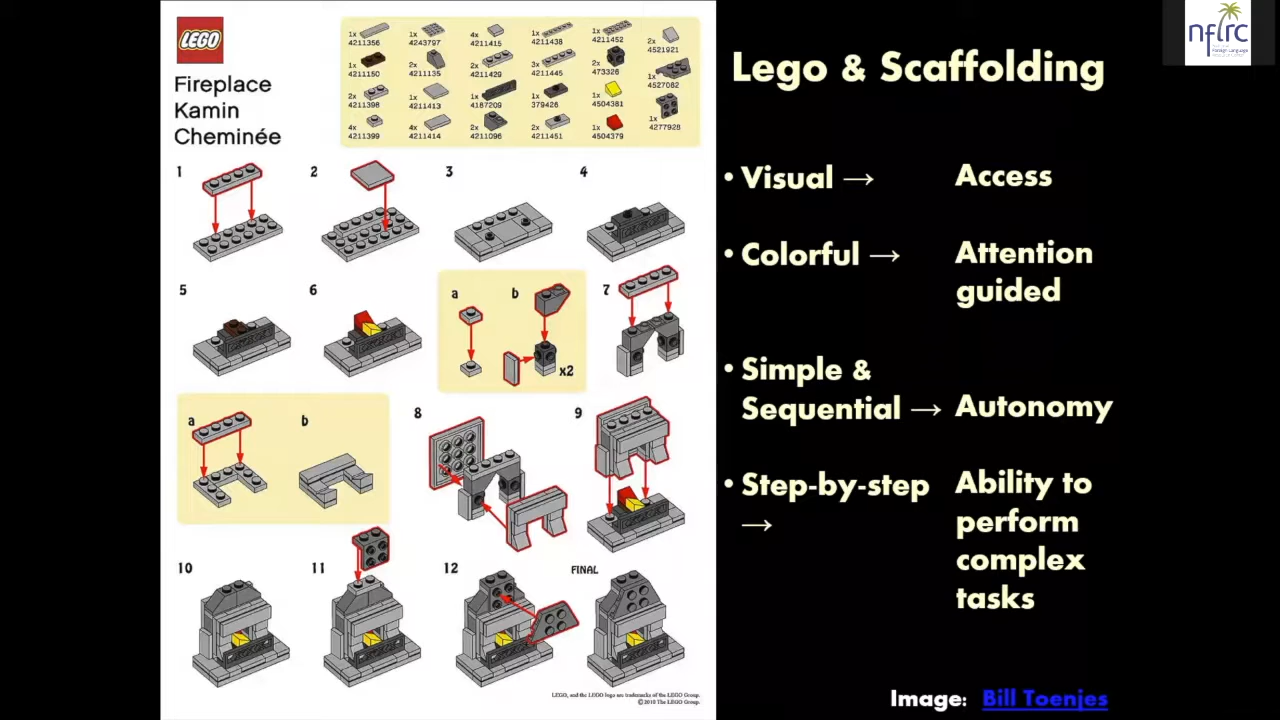 LEGO
Fireplace
Kamin
Cheminée
1x
4211356
1x
4243797
4x
4211415
1x
4211438
1x
4211452
2x
4521921
1x
4211150
2x
4211135
2x
4211429
3x
4211445
2x
473326
1x
4527082
2x
4211398
1x
4211413
1x
4187209
1x
379426
1x
4504381
1x
4277928
4x
4211399
4x
4211414
2x
4211096
2x
4211451
1x
4504379
1
2
3
4
5
6
a
b
x2
7
a
b
8
9
10
11
12
FINAL
LEGO, and the LEGO logo are trademarks of the LEGO Group.
©2010 The LEGO Group.
nflrc
Foreign Language
Lego & Scaffolding
• Visual → Access
• Colorful → Attention
guided
• Simple &
Sequential → Autonomy
• Step-by-step Ability to
→ perform
complex
tasks
Image: Bill Toenjes